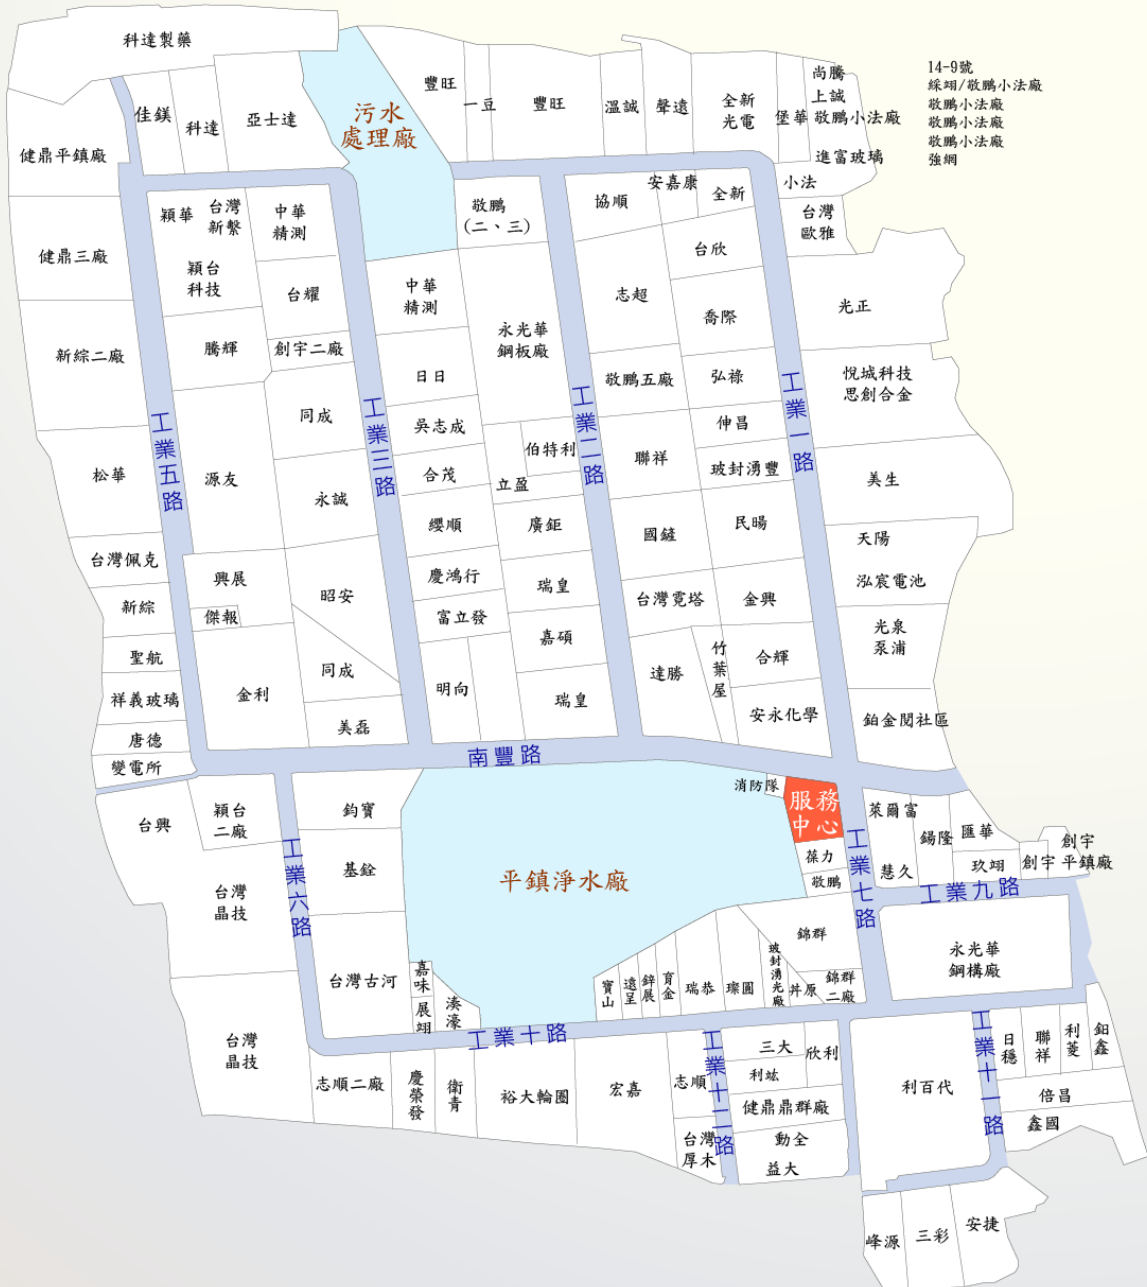 科達製藥
佳鎂
科達
亞士達
污水
處理廠
豐旺
一豆
豐旺
溫誠
聲遠
全新
光電
堡華
尚騰
上誠
敬鵬小法廠
進富玻璃
14-9號
綵翊/敬鵬小法廠
敬鵬小法廠
敬鵬小法廠
敬鵬小法廠
強網
健鼎平鎮廠
穎華
台灣
新繫
中華
精測
敬鵬
(二、三)
協順
安嘉康
全新
小法
台灣
歐雅
健鼎三廠
穎台
科技
台耀
中華
精測
永光華
鋼板廠
志超
台欣
喬際
光正
新綜二廠
騰輝
創宇二廠
日日
敬鵬五廠
弘祿
悅城科技
思創合金
工業五路
工業三路
工業二路
工業一路
同成
吳志成
伯特利
伸昌
松華
源友
永誠
合茂
立盈
聯祥
玻封湧豐
美生
纓順
廣鉅
國鏟
民暘
天陽
台灣佩克
興展
昭安
慶鴻行
瑞皇
台灣霓塔
金興
泓宸電池
新綜
傑報
富立發
嘉碩
光泉
泵浦
聖航
同成
達勝
竹葉屋
合輝
祥義玻璃
金利
明向
瑞皇
安永化學
鉑金閱社區
唐德
美磊
變電所
南豐路
台興
穎台
二廠
鈞寶
消防隊
服務
中心
萊爾富
錫隆
匯華
創宇
平鎮廠
工業六路
基銓
平鎮淨水廠
葆力
敬鵬
工業七路
慧久
玖翊
創宇
工業九路
台灣
晶技
台灣古河
嘉味
展翊
湊濠
寶山
遠呈
鋅展
育金
瑞恭
璨圓
玻封湧光廠
錦群
丼原
錦群
二廠
永光華
鋼構廠
台灣
晶技
工業十路
工業十二路
工業十一路
志順二廠
慶榮發
衛青
裕大輪圈
宏嘉
志順
三大
利竑
欣利
利百代
日穩
聯祥
利菱
鉑鑫
健鼎鼎群廠
倍昌
台灣
厚木
動全
益大
鑫國
峰源
三彩
安捷